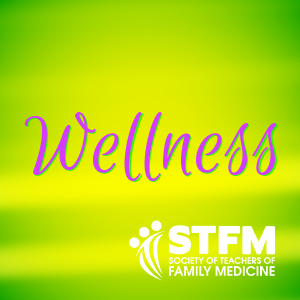 Wellness
STFM
SOCIETY OF TEACHERS OF
FAMILY MEDICINE